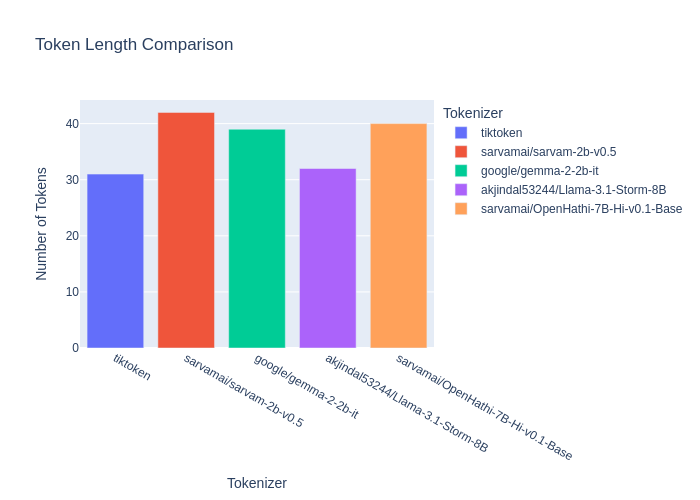 Token Length Comparison
Tokenizer
tiktoken
sarvamai/sarvam-2b-v0.5
google/gemma-2-2b-it
akjindal53244/Llama-3.1-Storm-8B
sarvamai/OpenHathi-7B-Hi-v0.1-Base
Number of Tokens
40
30
20
10
0
tiktoken
sarvamai/sarvam-2b-v0.5
google/gemma-2-2b-it
akjindal53244/Llama-3.1-Storm-8B
sarvamai/OpenHathi-7B-Hi-v0.1-Base
Tokenizer